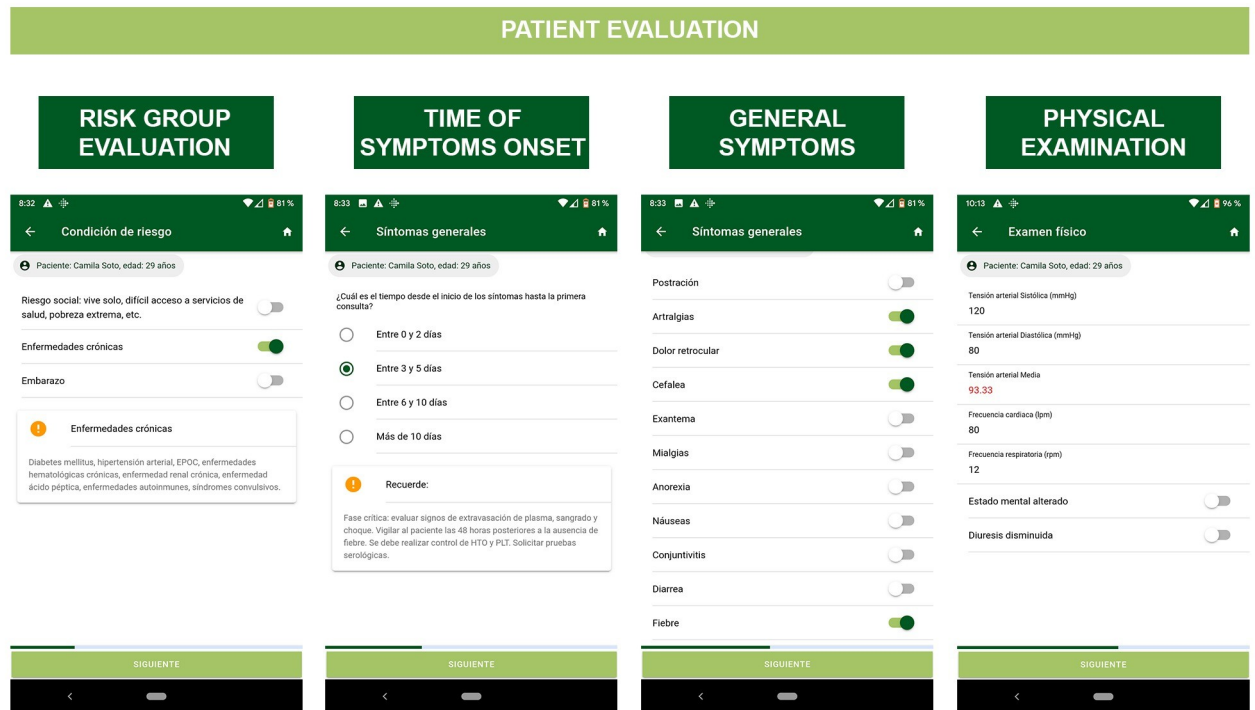 PATIENT EVALUATION
RISK GROUP
EVALUATION
8:32
81 %
Condición de riesgo
Paciente: Camila Soto, edad: 29 años
Riesgo social: vive solo, difícil acceso a servicios de
salud, pobreza extrema, etc.
Enfermedades crónicas
Embarazo
Enfermedades crónicas
Diabetes mellitus, hipertensión arterial, EPOC, enfermedades
hematológicas crónicas, enfermedad renal crónica, enfermedad
ácido péptica, enfermedades autoinmunes, síndromes convulsivos.
SIGUIENTE
TIME OF
SYMPTOMS ONSET
8:33
81 %
Síntomas generales
Paciente: Camila Soto, edad: 29 años
¿Cuál es el tiempo desde el inicio de los síntomas hasta la primera
consulta?
Entre 0 y 2 días
Entre 3 y 5 días
Entre 6 y 10 días
Más de 10 días
Recuerde:
Fase crítica: evaluar signos de extravasación de plasma, sangrado y
choque. Vigilar al paciente las 48 horas posteriores a la ausencia de
fiebre. Se debe realizar control de HTO y PLT. Solicitar pruebas
serológicas.
SIGUIENTE
GENERAL
SYMPTOMS
8:33
81 %
Síntomas generales
Postración
Artralgias
Dolor retrocular
Cefalea
Exantema
Mialgias
Anorexia
Náuseas
Conjuntivitis
Diarrea
Fiebre
SIGUIENTE
PHYSICAL
EXAMINATION
10:13
96 %
Examen físico
Paciente: Camila Soto, edad: 29 años
Tensión arterial Sistólica (mmHg)
120
Tensión arterial Diastólica (mmHg)
80
Tensión arterial Media
93.33
Frecuencia cardiaca (lpm)
80
Frecuencia respiratoria (rpm)
12
Estado mental alterado
Diuresis disminuida
SIGUIENTE